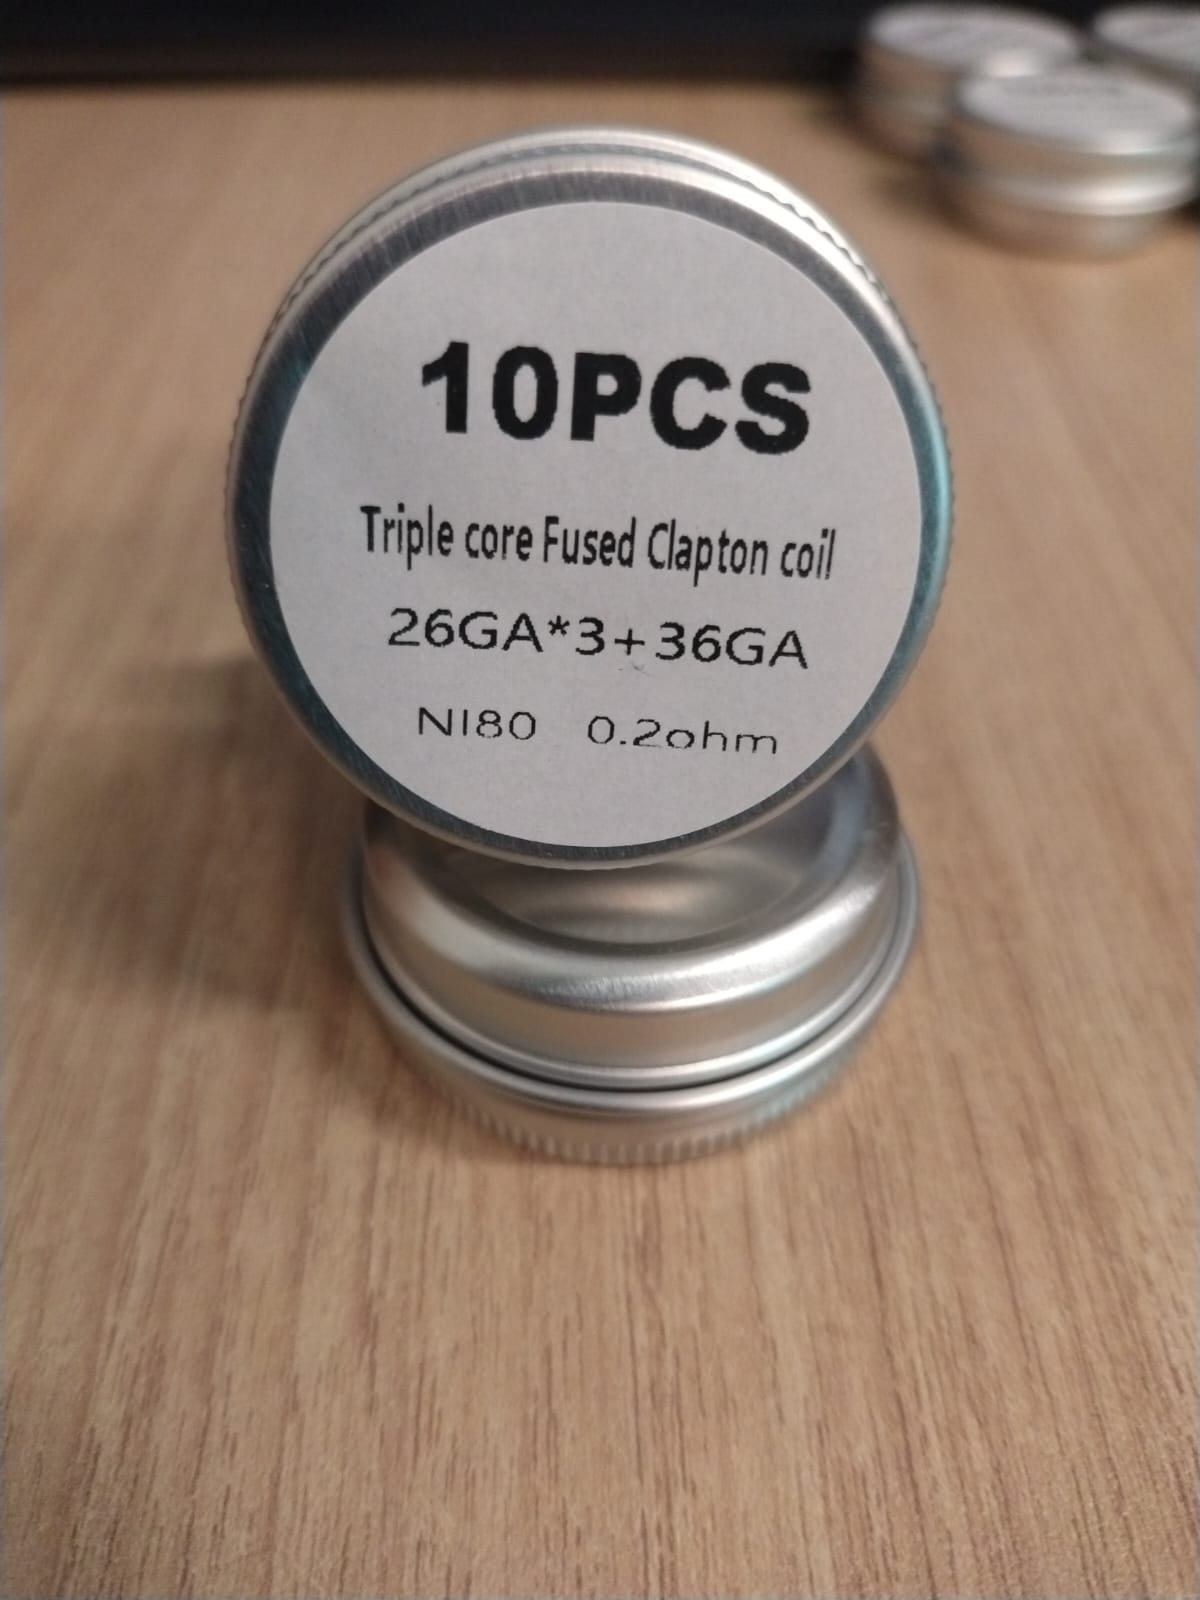 10PCS
Triple core Fused Clapton coil
26GA*3+36GA
NI80 0.2ohm